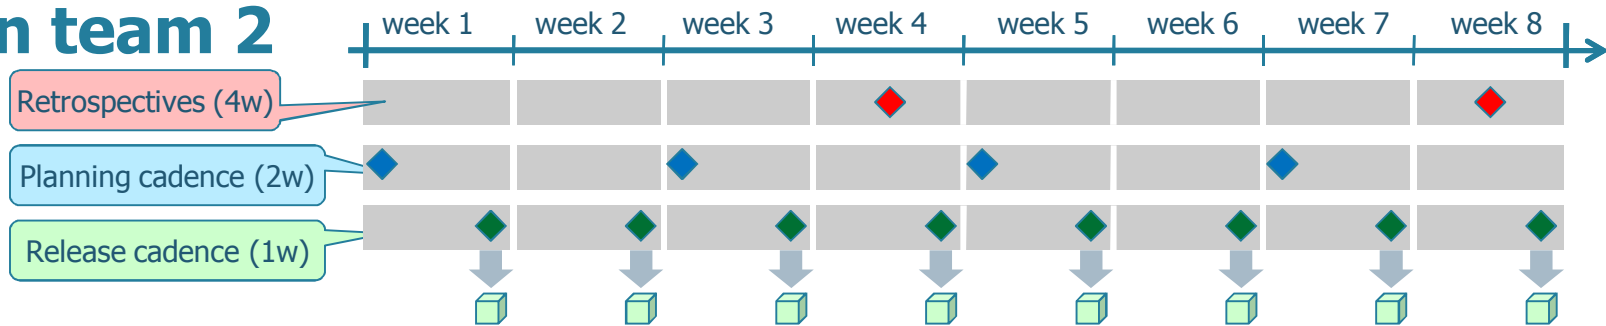 n team 2
week 1 week 2 week 3 week 4 week 5 week 6 week 7 week 8
Retrospectives (4w)
Planning cadence (2w)
Release cadence (1w)